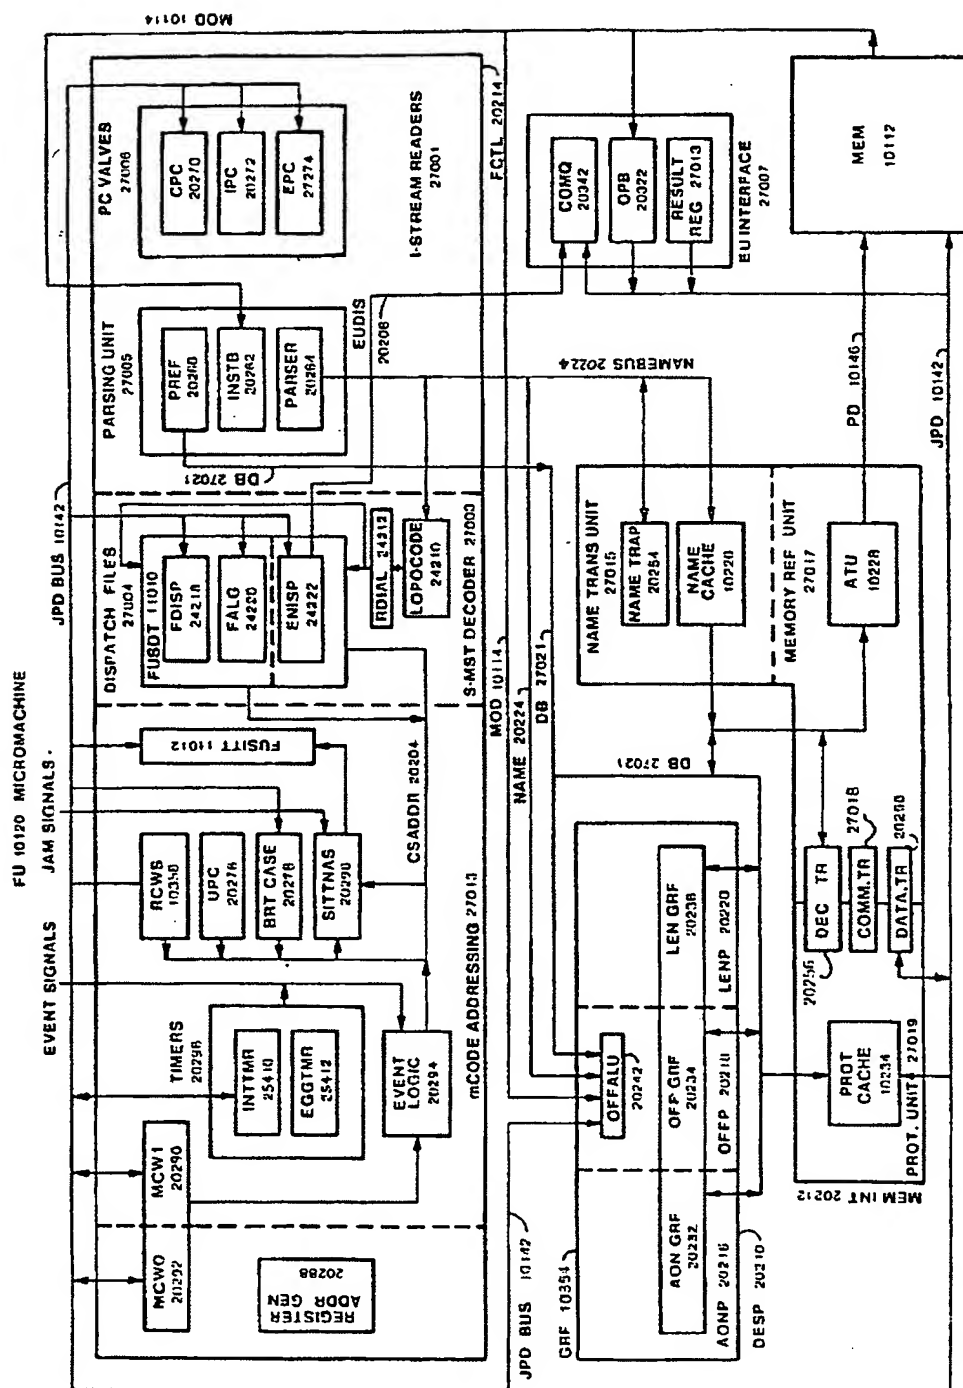 FU 10120 MICROMACHINE
MOD 10114
JPD BUS 10142
EVENT SIGNALS
JAM SIGNALS
PC VALVES
27006
CPC
20270
IPC
20272
EPC
27274
I-STREAM READERS
27001
FCTL 20214
PARSING UNIT
27005
PREF
20260
INSTB
20262
PARSER
20264
EUDIS
20206
DB 27021
DISPATCH FILES
27004
FUSDT 11010
FDISP
24218
FALG
24220
ENISP
24222
RDIAL 24212
LOPOCODE
24210
S-MST DECODER 27003
FUSITT 11012
RCWS
10358
UPC
20276
BRT CASE
20278
SITTNAS
20290
CSADDR 20204
TIMERS
20296
INTTMR
25410
EGGTMR
25412
EVENT
LOGIC
20294
mCODE ADDRESSING 27013
MCW1
20290
MCW0
20292
REGISTER
ADDR GEN
20288
COMQ
20342
OPB
20322
RESULT
REG 27013
EU INTERFACE
27007
MEM
10112
NAMEBUS 20224
PD 10146
JPD 10142
NAME TRANS UNIT
27015
NAME TRAP
20254
NAME
CACHE
10226
MEMORY REF UNIT
27017
ATU
10228
MOD 10114
NAME 20224
DB 27021
DB 27021
JPD BUS 10142
GRF 10354
OFFALU
20242
LEN GRF
20236
OFF GRF
20234
AON GRF
20232
LENP 20220
OFFP 20218
AONP 20216
DESP 20210
DEC TR
20256
COMM.TR
27018
DATA.TR
PROT
CACHE
10234
PROT. UNIT 27019
MEM INT 20212